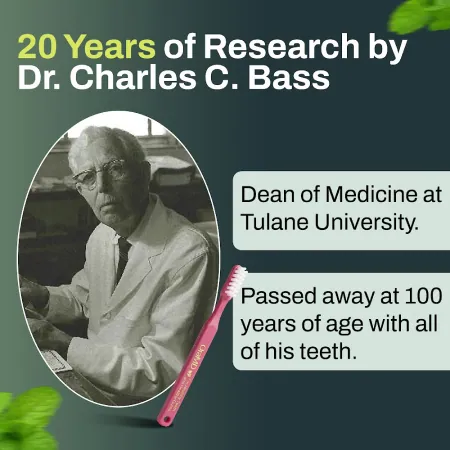 20 Years of Research by
Dr. Charles C. Bass
Dean of Medicine at
Tulane University.
Passed away at 100
years of age with all
of his teeth.